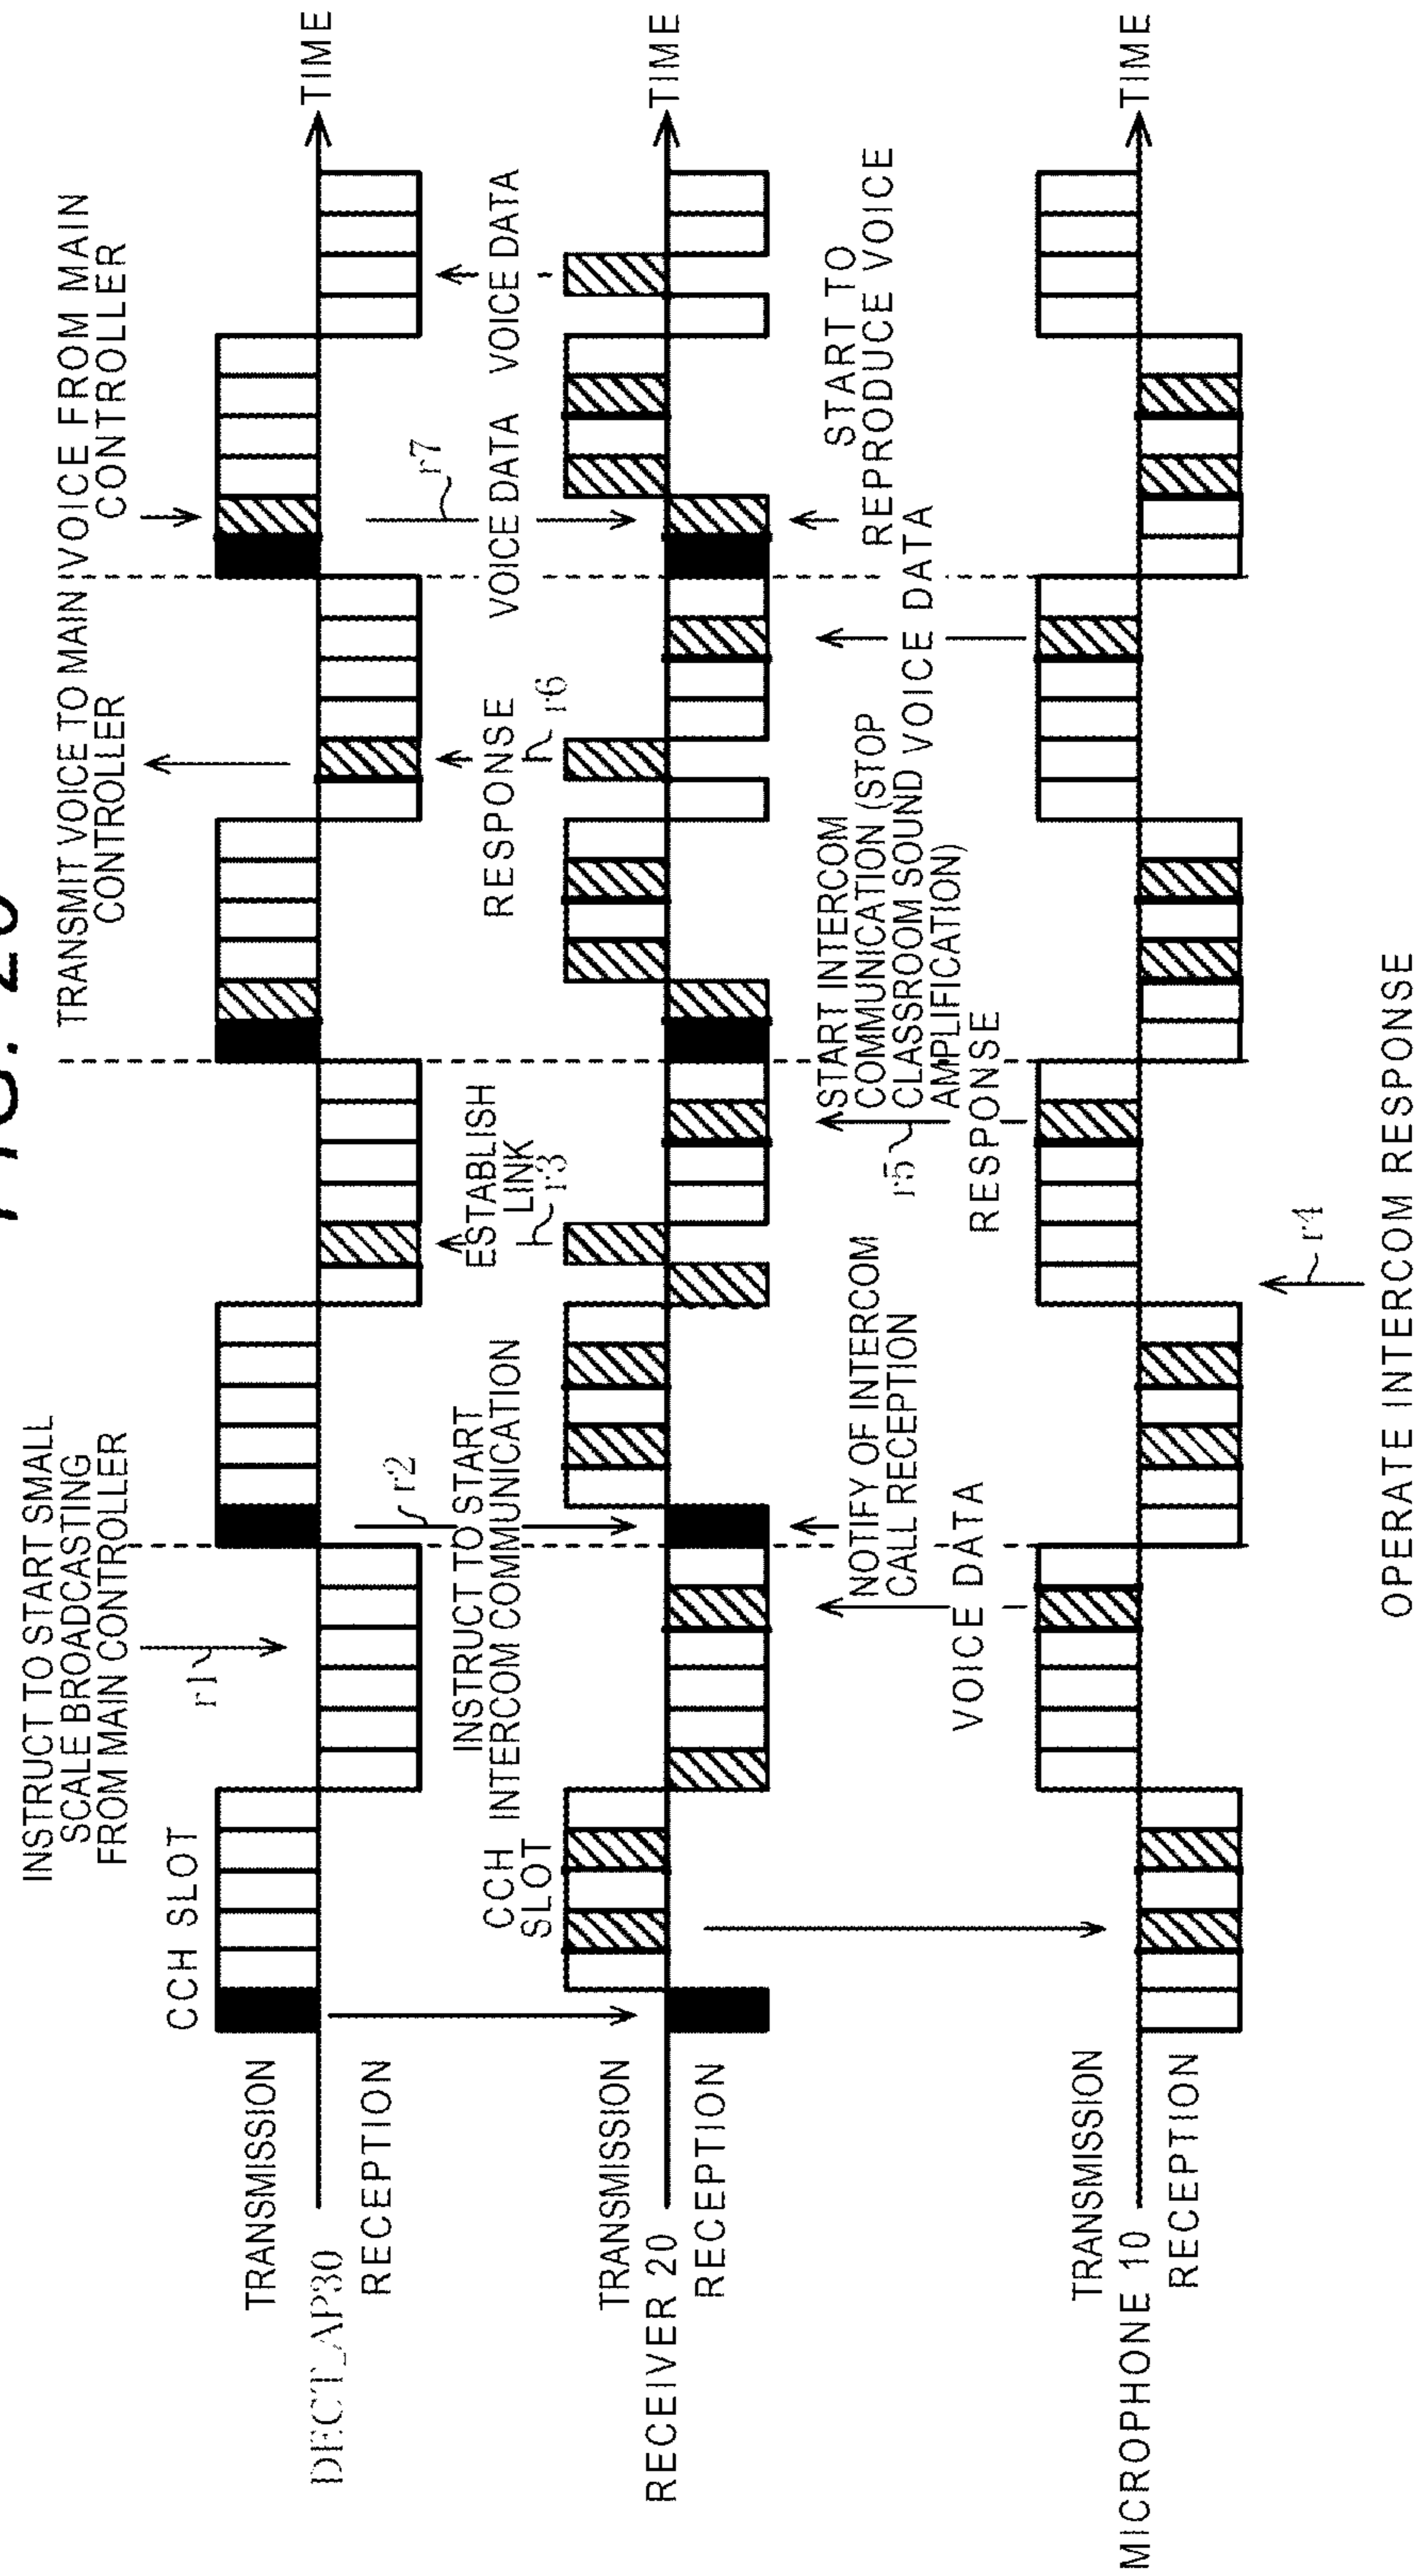 INSTRUCT TO START SMALL
SCALE BROADCASTING
FROM MAIN CONTROLLER
TRANSMIT VOICE TO MAIN
CONTROLLER
VOICE FROM MAIN
CONTROLLER
CCH SLOT
r1
TRANSMISSION
DECT_AP30
RECEPTION
TIME
r2
INSTRUCT TO START
INTERCOM COMMUNICATION
ESTABLISH
LINK
r3
RESPONSE
r6
r7
VOICE DATA
VOICE DATA
CCH
SLOT
TRANSMISSION
RECEIVER 20
RECEPTION
TIME
NOTIFY OF INTERCOM
CALL RECEPTION
VOICE DATA
START INTERCOM
COMMUNICATION (STOP
CLASSROOM SOUND
AMPLIFICATION)
r5
RESPONSE
VOICE DATA
START TO
REPRODUCE VOICE
TRANSMISSION
MICROPHONE 10
RECEPTION
TIME
r4
OPERATE INTERCOM RESPONSE